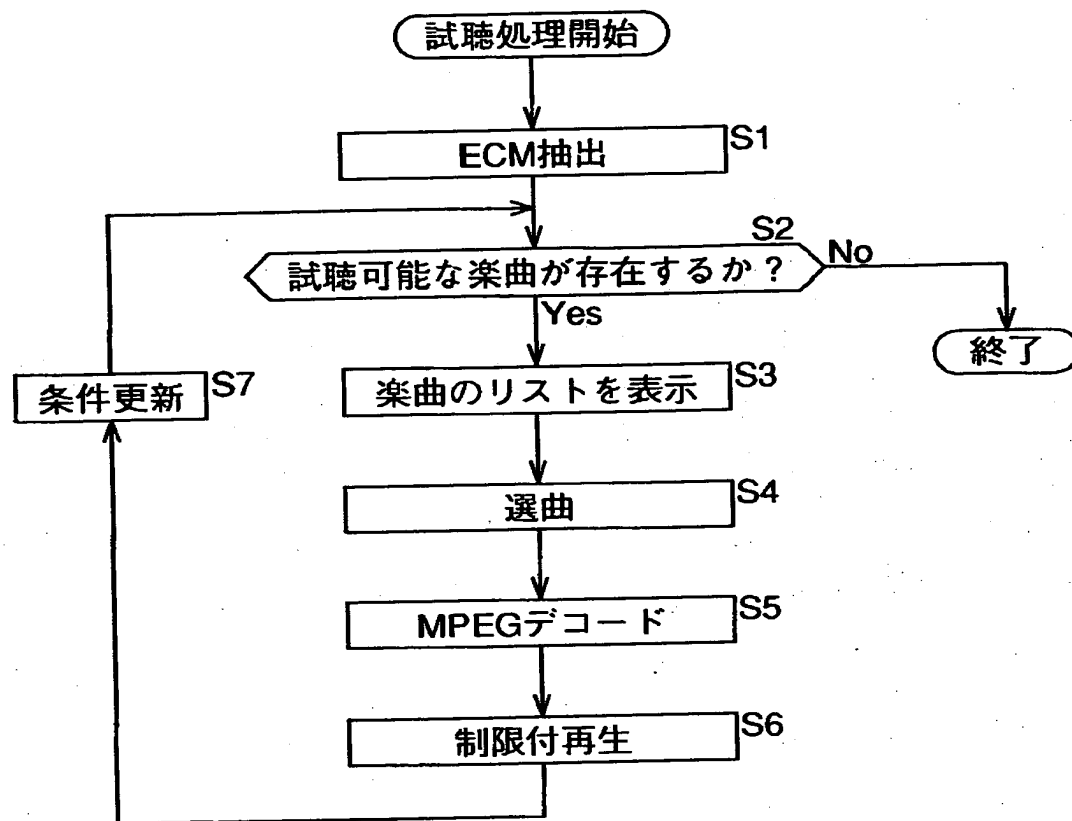 試聴処理開始
S1
ECM抽出
S2
試聴可能な楽曲が存在するか？
No
Yes
終了
S3
楽曲のリストを表示
条件更新
S7
選曲
S4
MPEGデコード
S5
制限付再生
S6